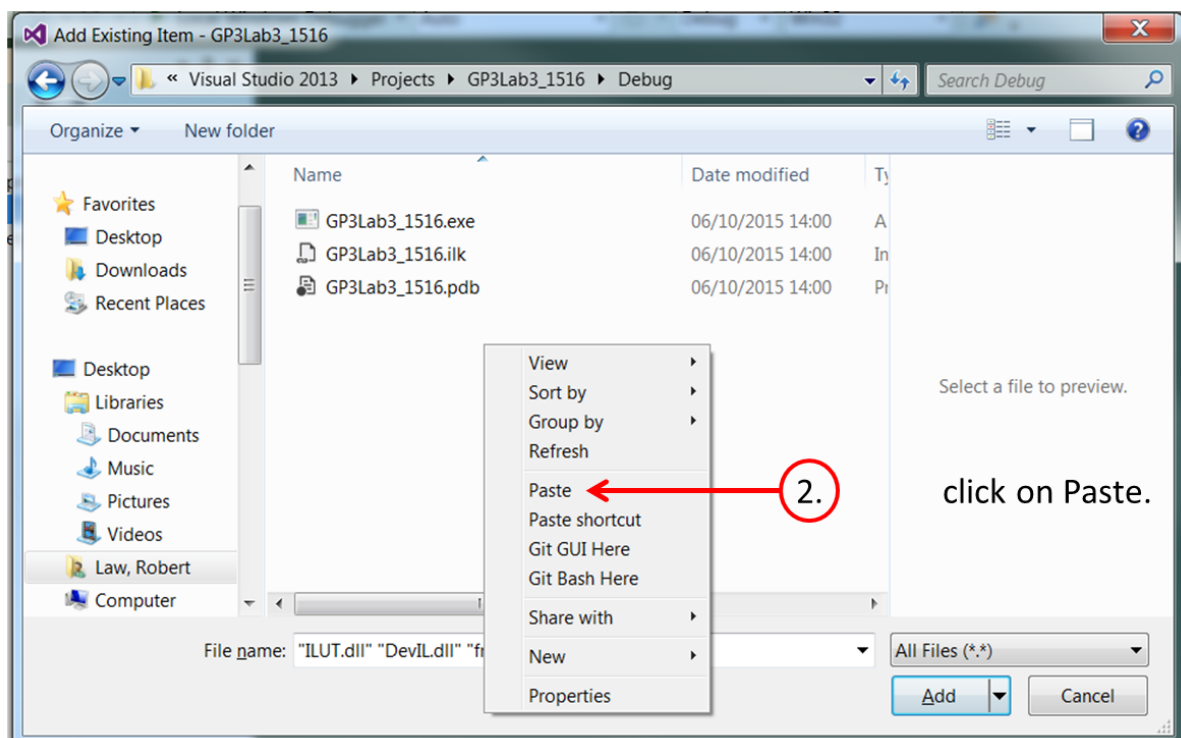 Add Existing Item - GP3Lab3_1516
X
« Visual Studio 2013 Projects GP3Lab3_1516 Debug
Search Debug
Organize New folder
Name Date modified
Favorites
Desktop
Downloads
Recent Places
GP3Lab3_1516.exe 06/10/2015 14:00 A
GP3Lab3_1516.ilk 06/10/2015 14:00 In
GP3Lab3_1516.pdb 06/10/2015 14:00
Desktop
Libraries
Documents
Music
Pictures
Videos
Law, Robert
Computer
View
Sort by
Group by
Refresh
Paste
Paste shortcut
Git GUI Here
Git Bash Here
Share with
New
Properties
Select a file to preview.
2. click on Paste.
File name: "ILUT.dll" "DevIL.dll"
All Files (*.*)
Add Cancel